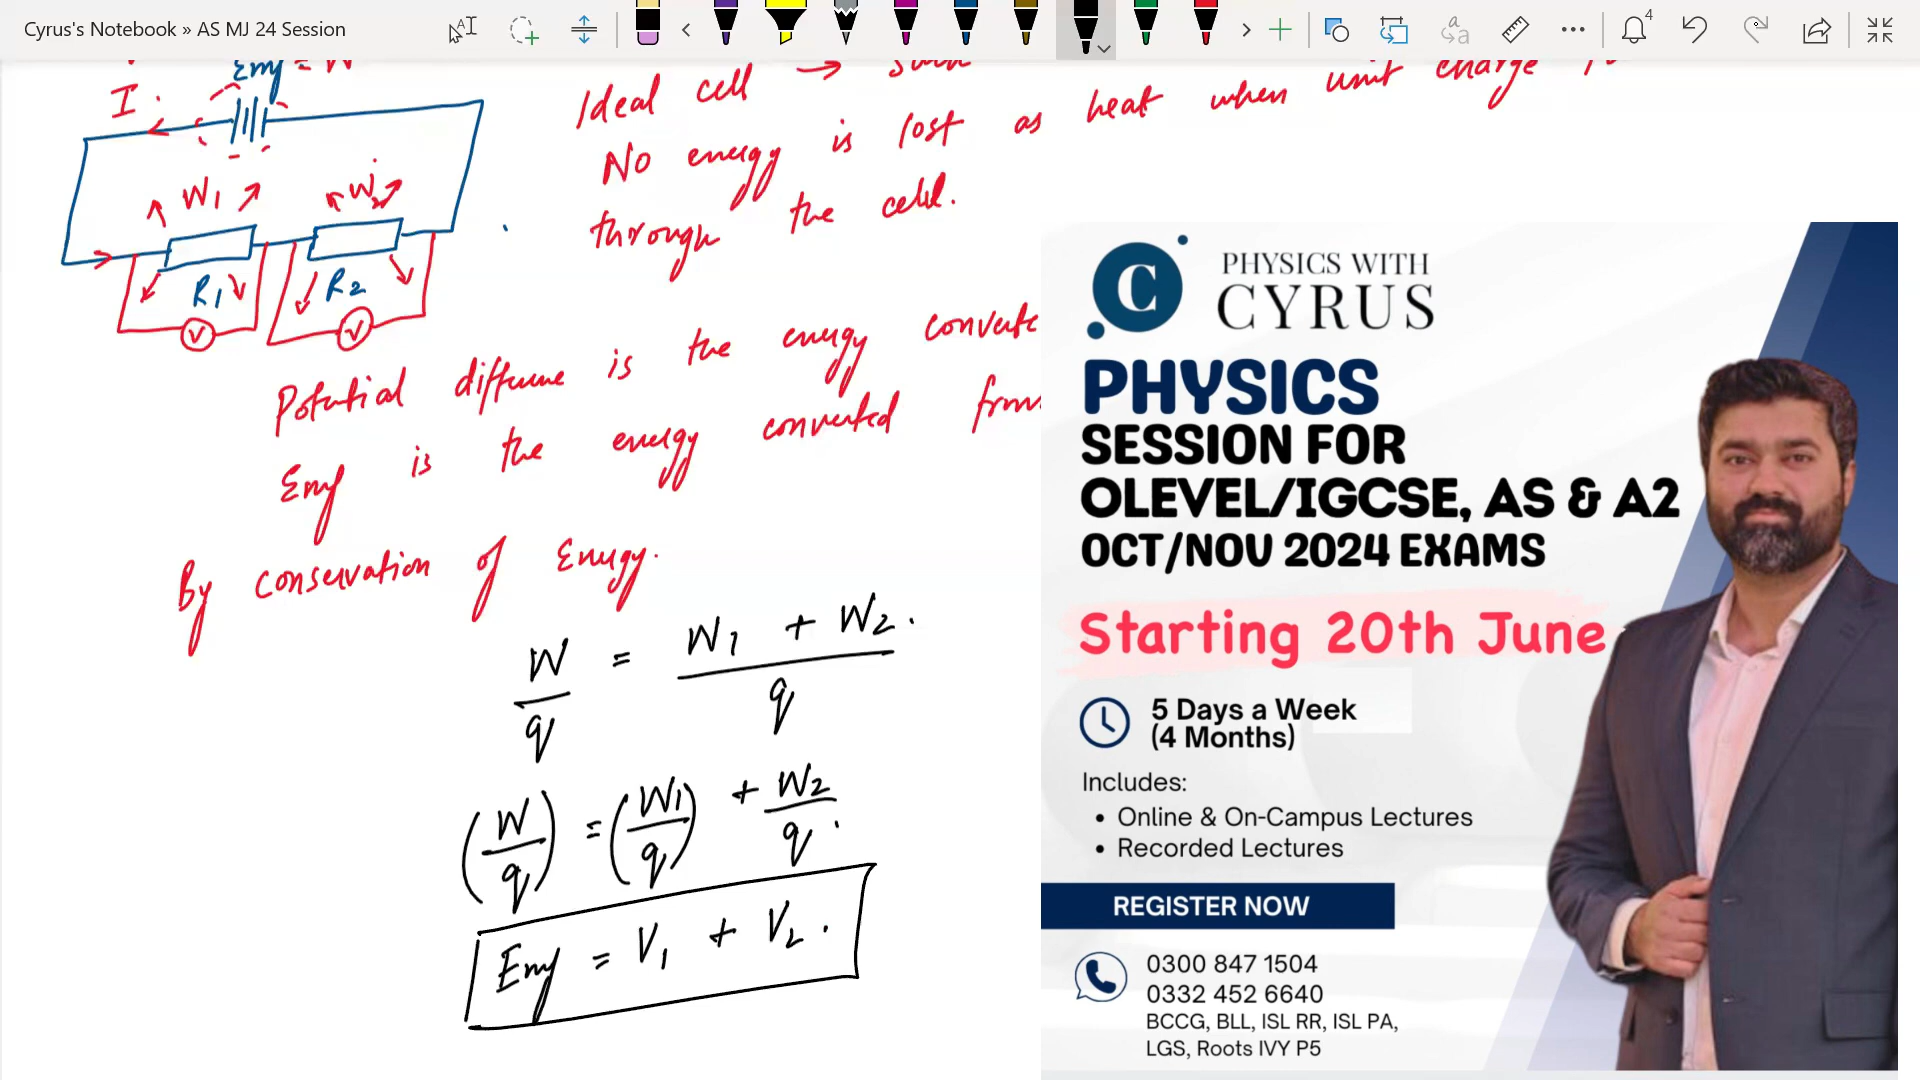 Cyrus's Notebook » AS MJ 24 Session
4
Emf = W
I
Ideal cell →
No energy is lost as heat when unit charge
through the cell.
W1
W2
R1
R2
V
V
Potential difference is the energy converte
Emf is the energy converted from
By conservation of Energy.
W = W1 + W2.
q q
(W) = (W1) + W2
(q) (q) q.
Emf = V1 + V2.
C
PHYSICS WITH
CYRUS
PHYSICS
SESSION FOR
OLEVEL/IGCSE, AS & A2
OCT/NOV 2024 EXAMS
Starting 20th June
5 Days a Week
(4 Months)
Includes:
• Online & On-Campus Lectures
• Recorded Lectures
REGISTER NOW
0300 847 1504
0332 452 6640
BCCG, BLL, ISL RR, ISL PA,
LGS, Roots IVY P5